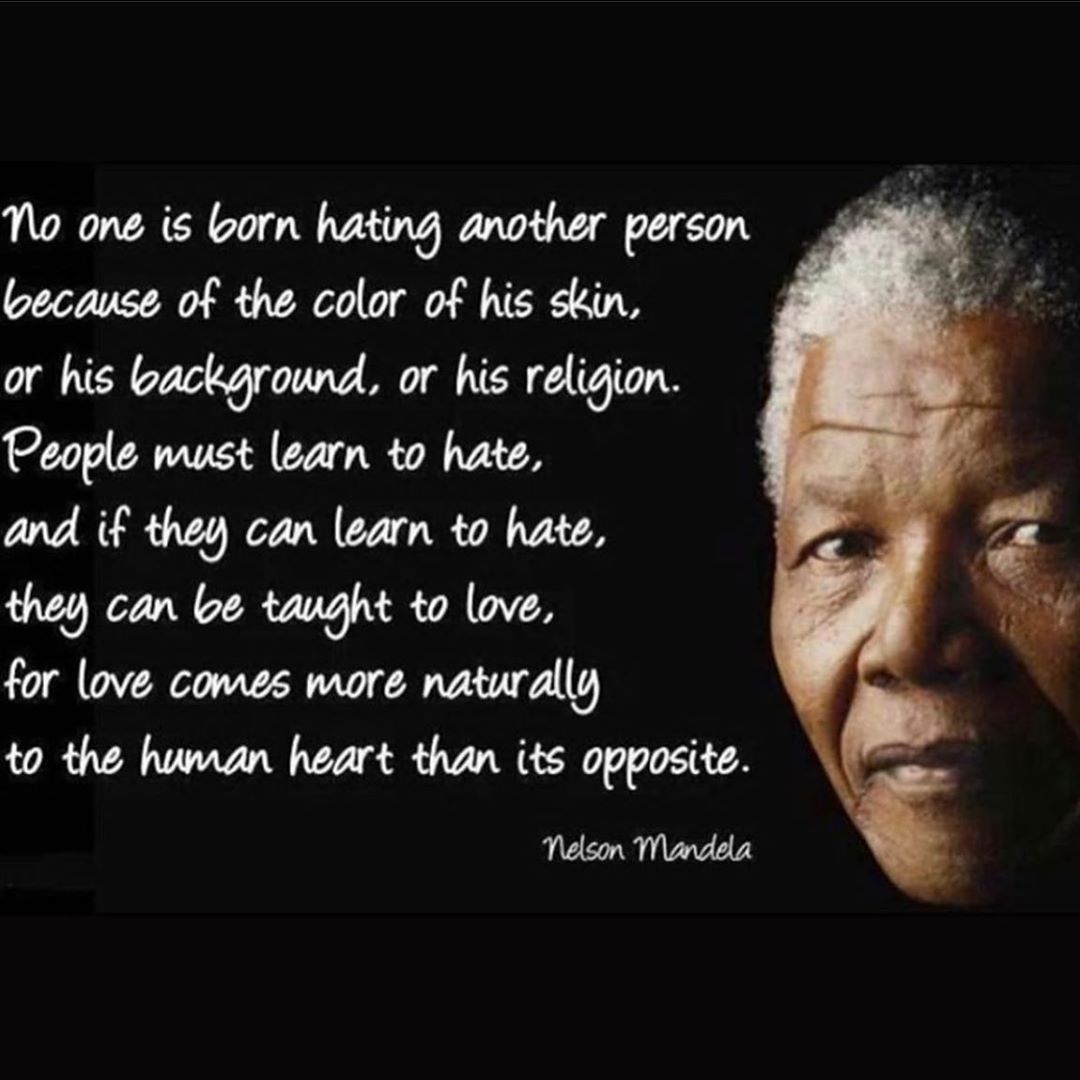 No one is born hating another person
because of the color of his skin,
or his background, or his religion.
People must learn to hate,
and if they can learn to hate,
they can be taught to love,
for love comes more naturally
to the human heart than its opposite.
Nelson Mandela